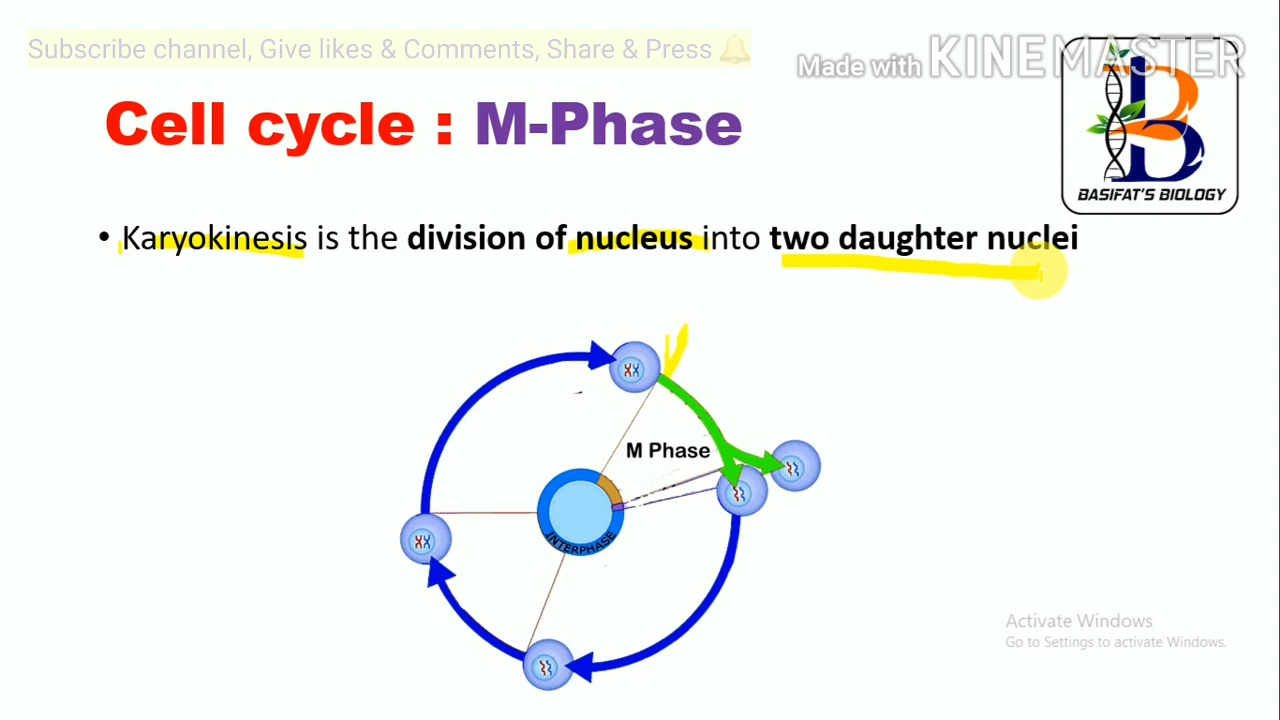 Subscribe channel, Give likes & Comments, Share & Press 🔔
Made with KINEMASTER
Cell cycle : M-Phase
BASIFAT'S BIOLOGY
• Karyokinesis is the division of nucleus into two daughter nuclei
M Phase
INTERPHASE
Activate Windows
Go to Settings to activate Windows.